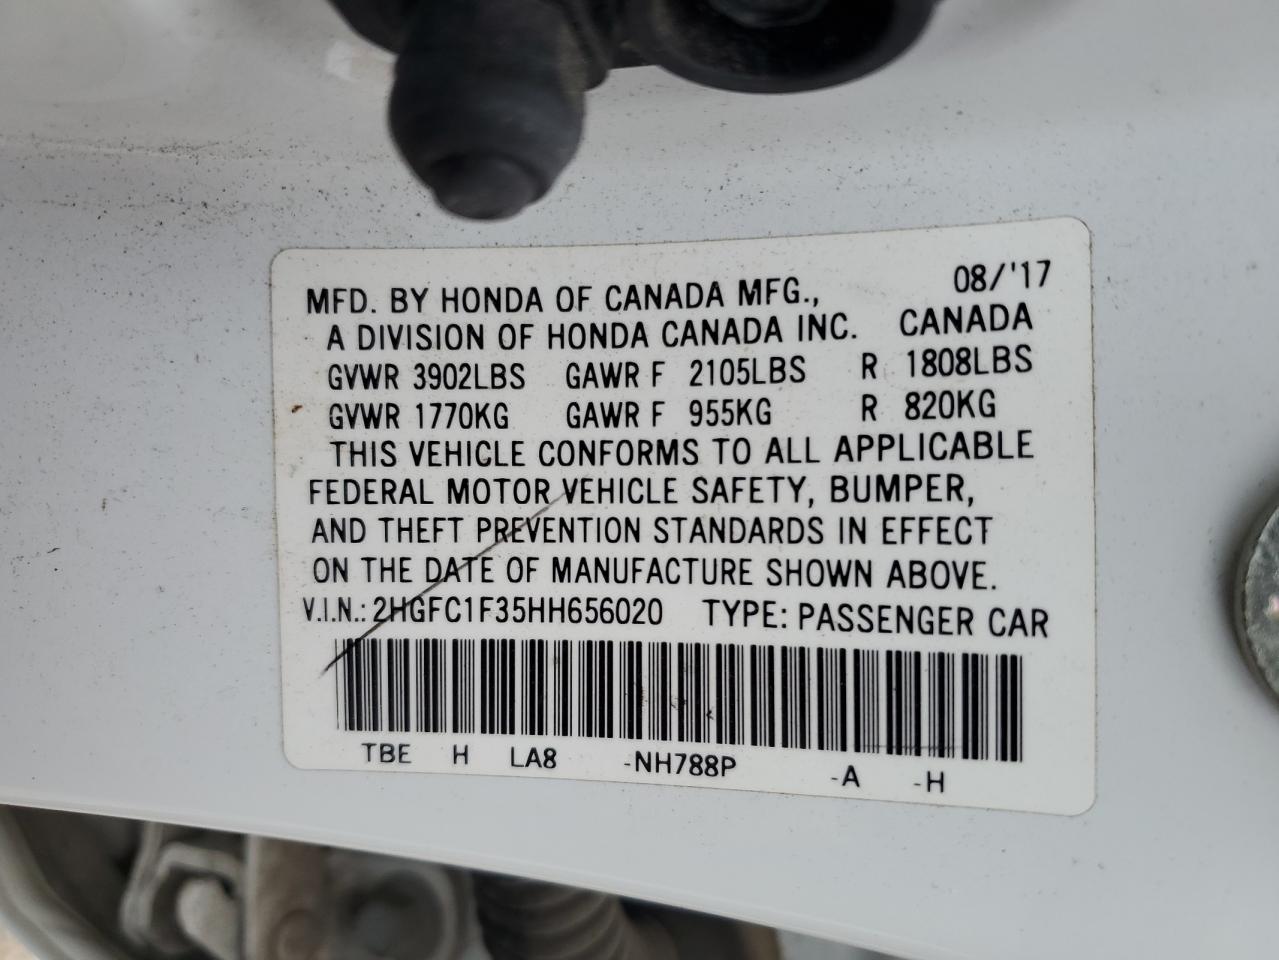 08/'17
MFD. BY HONDA OF CANADA MFG.,
A DIVISION OF HONDA CANADA INC. CANADA
GVWR 3902LBS GAWR F 2105LBS R 1808LBS
GVWR 1770KG GAWR F 955KG R 820KG
THIS VEHICLE CONFORMS TO ALL APPLICABLE
FEDERAL MOTOR VEHICLE SAFETY, BUMPER,
AND THEFT PREVENTION STANDARDS IN EFFECT
ON THE DATE OF MANUFACTURE SHOWN ABOVE.
V.I.N.: 2HGFC1F35HH656020 TYPE: PASSENGER CAR
TBE H LA8 -NH788P -A -H